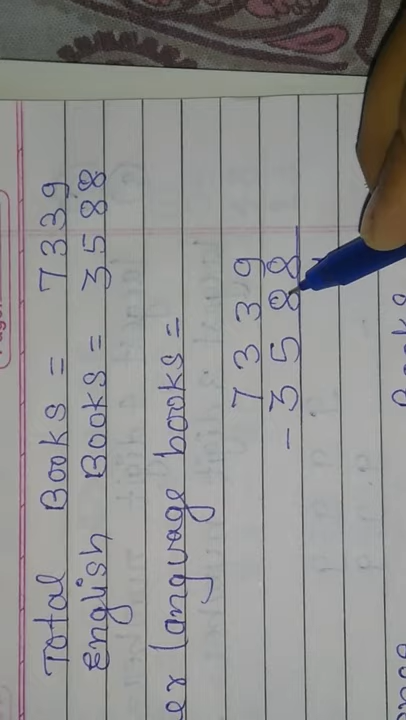 Total Books = 7339
English Books = 3588
er language books =
7339
- 3588